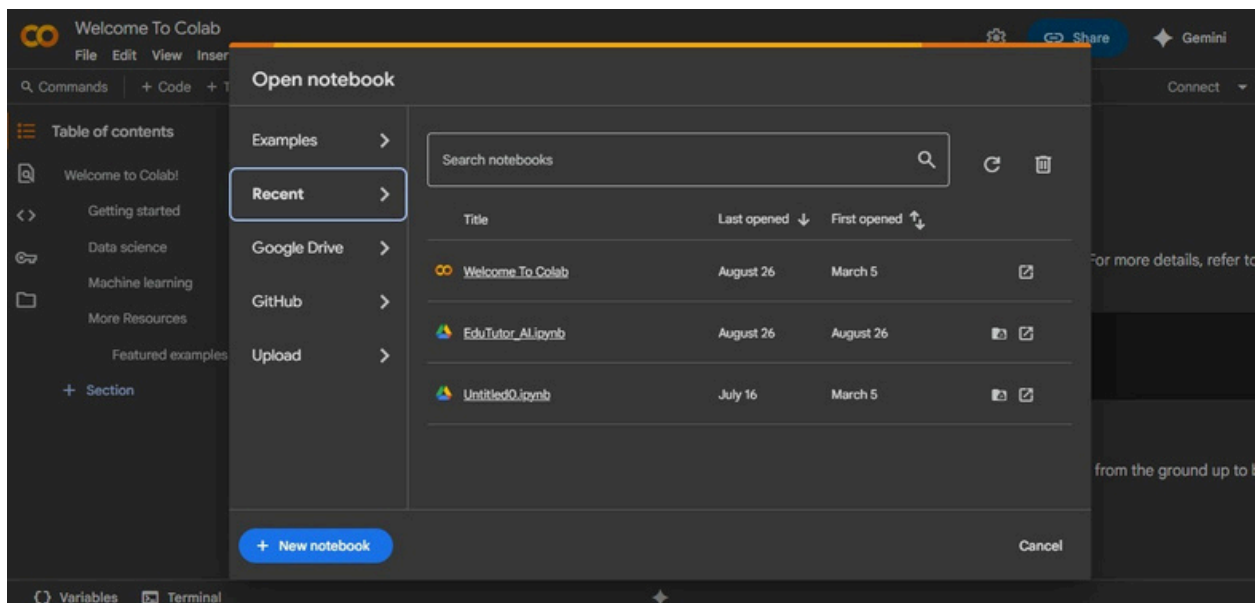 Welcome To Colab
File Edit View Inser
Share
Gemini
Commands + Code + T
Connect
Table of contents
Welcome to Colab!
Getting started
Data science
Machine learning
More Resources
Featured examples
+ Section
Open notebook
Examples
Recent
Google Drive
GitHub
Upload
Search notebooks
Title Last opened First opened
Welcome To Colab August 26 March 5
EduTutor_AI.ipynb August 26 August 26
Untitled0.ipynb July 16 March 5
For more details, refer to
from the ground up to
+ New notebook
Cancel
Variables Terminal